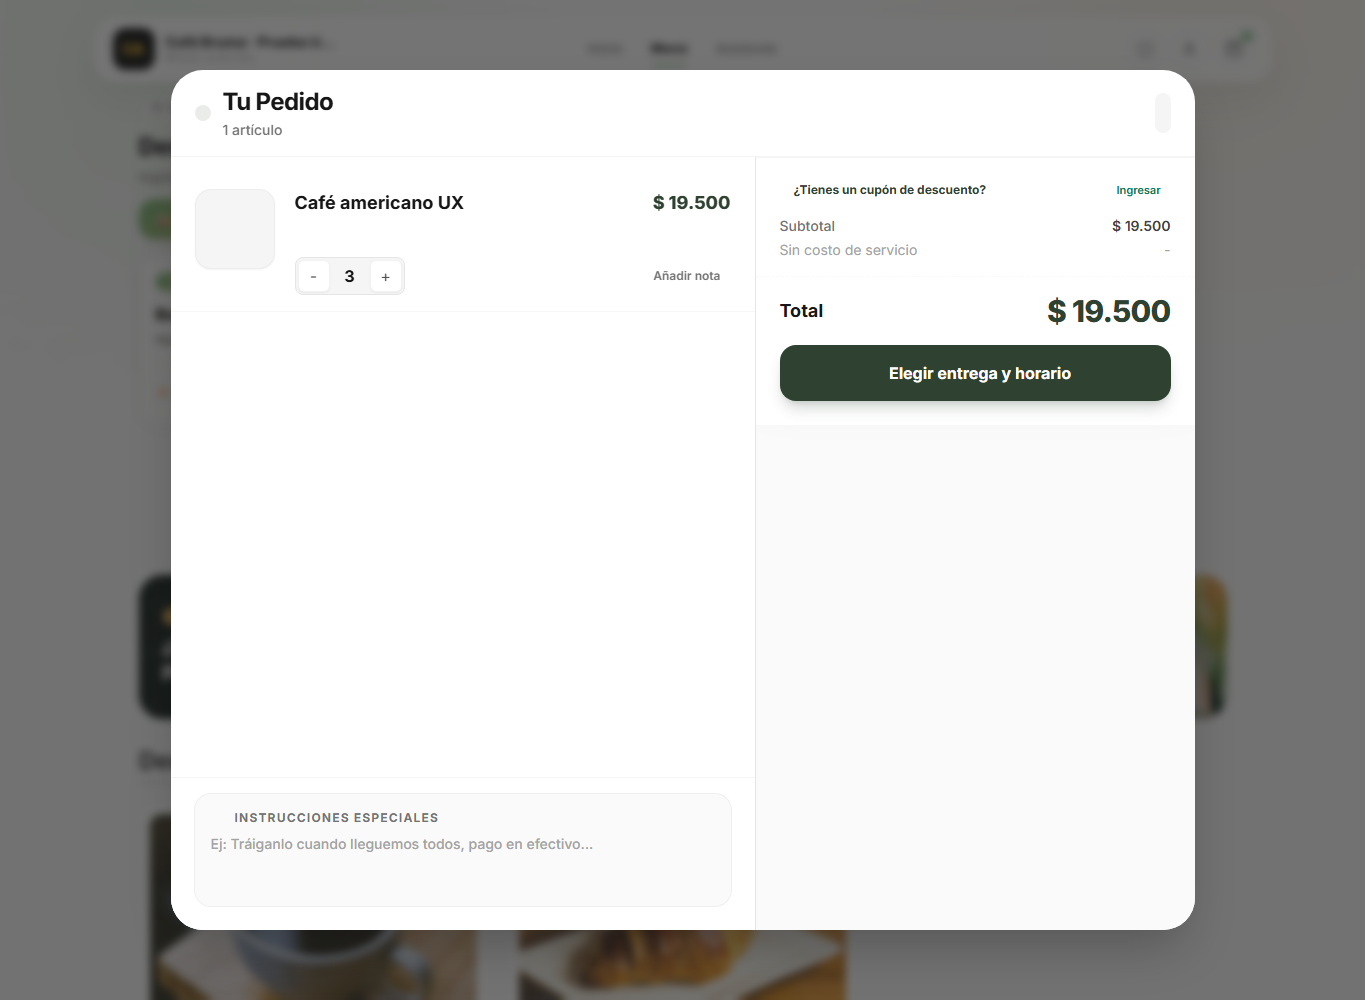 Tu Pedido
1 artículo
Café americano UX
$ 19.500
- 3 +
Añadir nota
INSTRUCCIONES ESPECIALES
Ej: Tráiganlo cuando lleguemos todos, pago en efectivo...
¿Tienes un cupón de descuento?
Ingresar
Subtotal
$ 19.500
Sin costo de servicio
-
Total
$ 19.500
Elegir entrega y horario